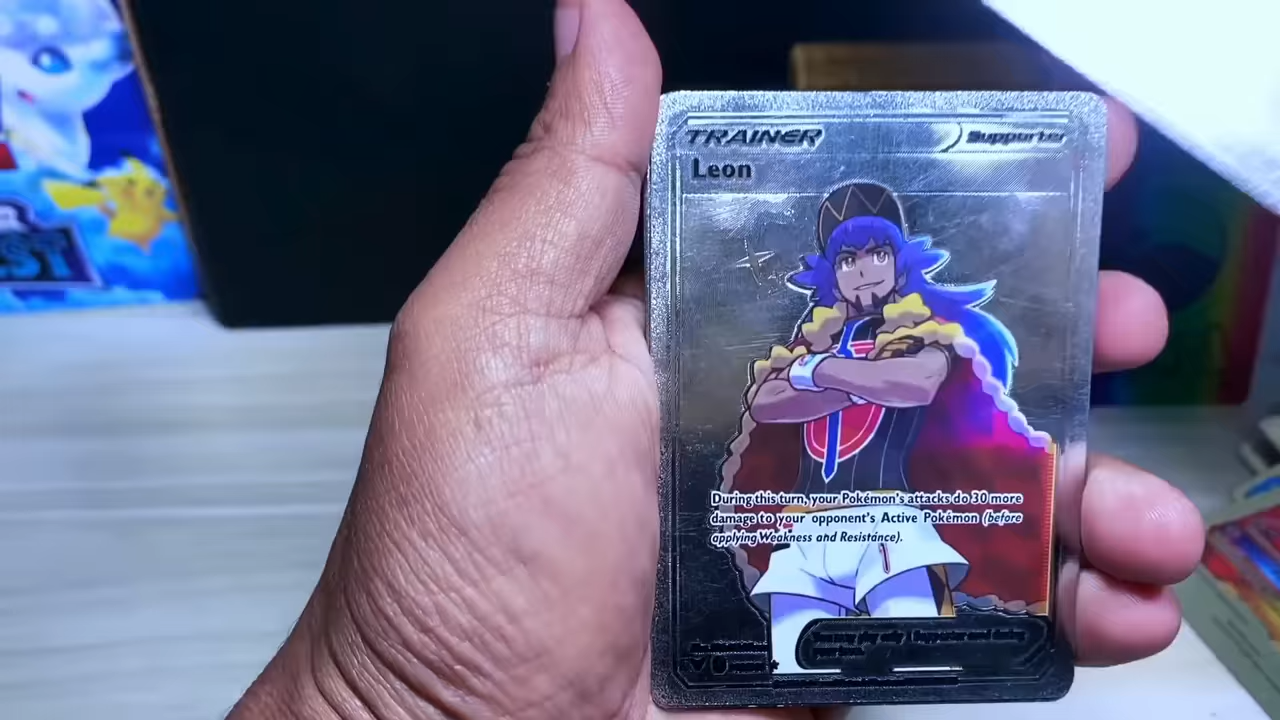 TRAINER
Supporter
Leon
During this turn, your Pokémon's attacks do 30 more
damage to your opponent's Active Pokémon (before
applying Weakness and Resistance).